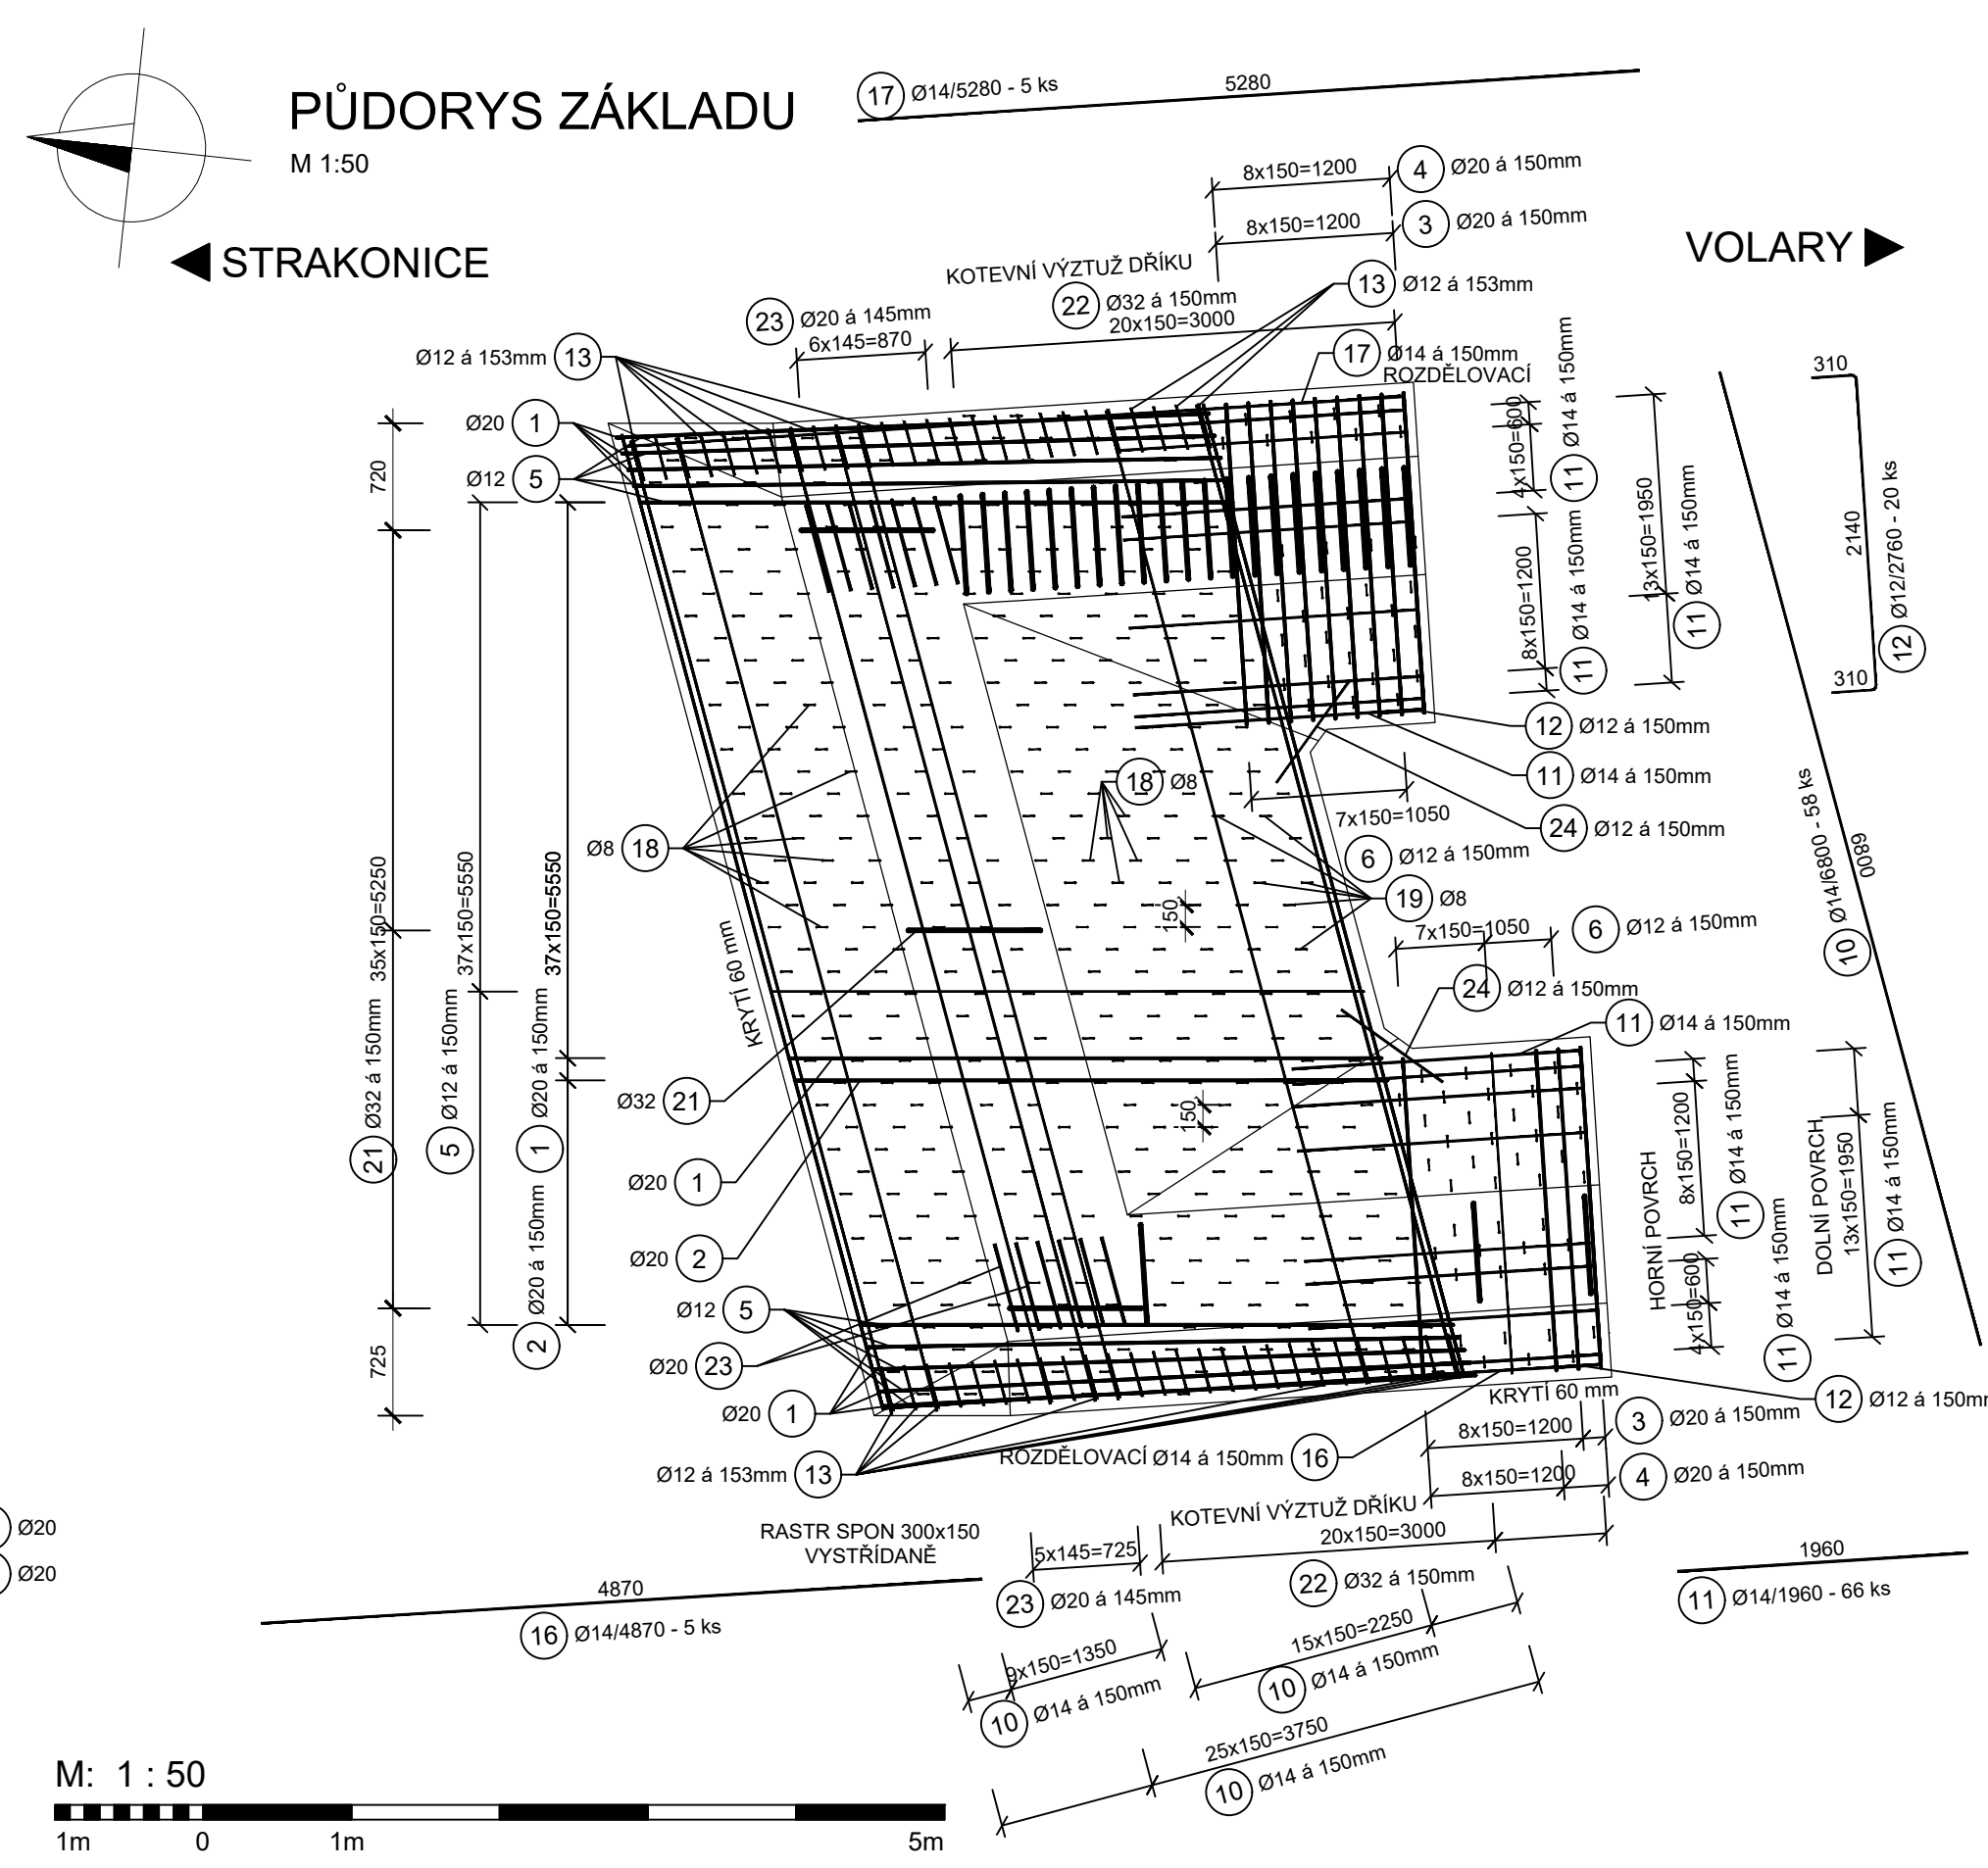 PŮDORYS ZÁKLADU
M 1:50
17 Ø14/5280 - 5 ks
5280
STRAKONICE
VOLARY
8x150=1200
4 Ø20 á 150mm
8x150=1200
3 Ø20 á 150mm
KOTEVNÍ VÝZTUŽ DŘÍKU
22 Ø32 á 150mm
20x150=3000
13 Ø12 á 153mm
23 Ø20 á 145mm
6x145=870
17 Ø14 á 150mm
ROZDĚLOVACÍ
Ø12 á 153mm 13
Ø20 1
Ø12 5
720
4x150=600
11 Ø14 á 150mm
8x150=1200
11 Ø14 á 150mm
13x150=1950
11 Ø14 á 150mm
310
2140
310
12 Ø12/2760 - 20 ks
12 Ø12 á 150mm
11 Ø14 á 150mm
24 Ø12 á 150mm
7x150=1050
6 Ø12 á 150mm
18 Ø8
Ø8 18
19 Ø8
150
7x150=1050
6 Ø12 á 150mm
24 Ø12 á 150mm
11 Ø14 á 150mm
10 Ø14/6800 - 58 ks
6800
KRYTÍ 60 mm
21 Ø32 á 150mm 35x150=5250
5 Ø12 á 150mm 37x150=5550
1 Ø20 á 150mm 37x150=5550
2 Ø20 á 150mm
Ø32 21
150
Ø20 1
Ø20 2
Ø12 5
Ø20 23
Ø20 1
725
Ø12 á 153mm 13
HORNÍ POVRCH
8x150=1200
11 Ø14 á 150mm
4x150=600
11 Ø14 á 150mm
DOLNÍ POVRCH
13x150=1950
11 Ø14 á 150mm
KRYTÍ 60 mm
12 Ø12 á 150mm
8x150=1200
3 Ø20 á 150mm
ROZDĚLOVACÍ Ø14 á 150mm 16
8x150=1200
4 Ø20 á 150mm
KOTEVNÍ VÝZTUŽ DŘÍKU
20x150=3000
22 Ø32 á 150mm
RASTR SPON 300x150
VYSTŘÍDANĚ
5x145=725
23 Ø20 á 145mm
Ø20
Ø20
4870
16 Ø14/4870 - 5 ks
1960
11 Ø14/1960 - 66 ks
9x150=1350
10 Ø14 á 150mm
15x150=2250
10 Ø14 á 150mm
25x150=3750
10 Ø14 á 150mm
M: 1 : 50
1m 0 1m 5m